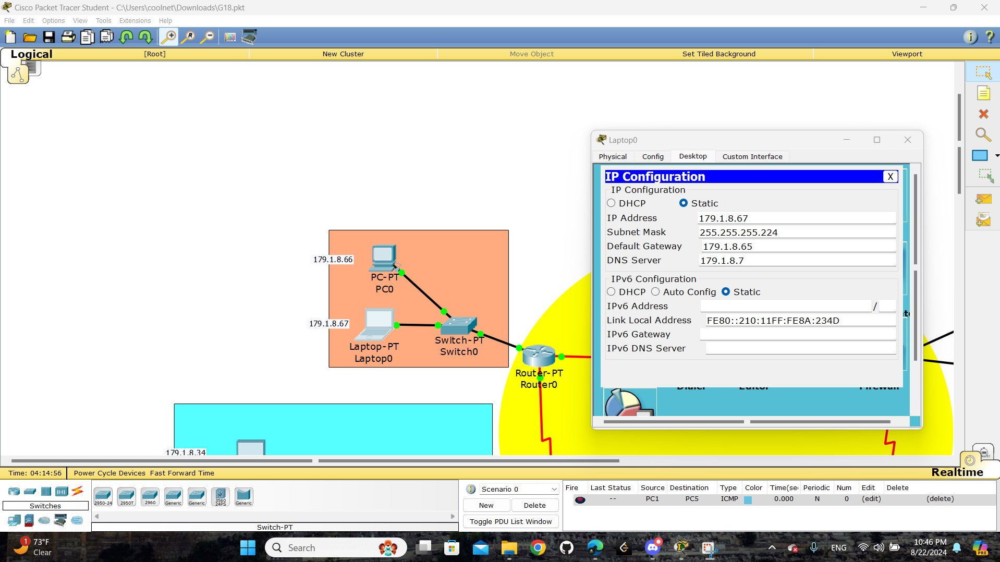 Cisco Packet Tracer Student - C:\Users\coolnet\Downloads\G18.pkt
File Edit Options View Tools Extensions Help
Logical [Root] New Cluster Move Object Set Tiled Background Viewport
Laptop0
Physical Config Desktop Custom Interface
IP Configuration X
IP Configuration
DHCP Static
IP Address 179.1.8.67
Subnet Mask 255.255.255.224
Default Gateway 179.1.8.65
DNS Server 179.1.8.7
IPv6 Configuration
DHCP Auto Config Static
IPv6 Address /
Link Local Address FE80::210:11FF:FE8A:234D
IPv6 Gateway
IPv6 DNS Server
Dialer Editor Firewall
179.1.8.66
PC-PT
PC0
179.1.8.67
Laptop-PT
Laptop0
Switch-PT
Switch0
Router-PT
Router0
179.1.8.34
Time: 04:14:56 Power Cycle Devices Fast Forward Time
Realtime
Switches
2950-24 2950T 2960 Generic Generic 3560 24PS Generic
Switch-PT
Scenario 0
New Delete
Toggle PDU List Window
Fire Last Status Source Destination Type Color Time(sec Periodic Num Edit Delete
-- PC1 PC5 ICMP 0.000 N 0 (edit) (delete)
1 73°F
Clear
Search
ENG
10:46 PM
8/22/2024
PRE